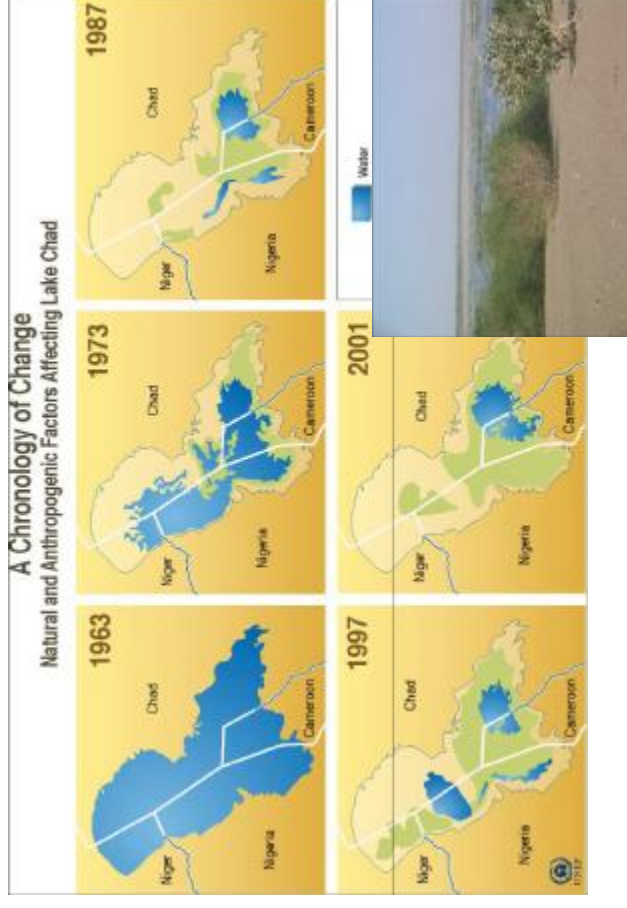 A Chronology of Change
Natural and Anthropogenic Factors Affecting Lake Chad
1963
Chad
Niger
Nigeria
Cameroon
1973
Chad
Niger
Nigeria
Cameroon
1987
Chad
Niger
Nigeria
Cameroon
1997
Chad
Niger
Nigeria
Cameroon
UNEP
2001
Chad
Niger
Nigeria
Cameroon
Water